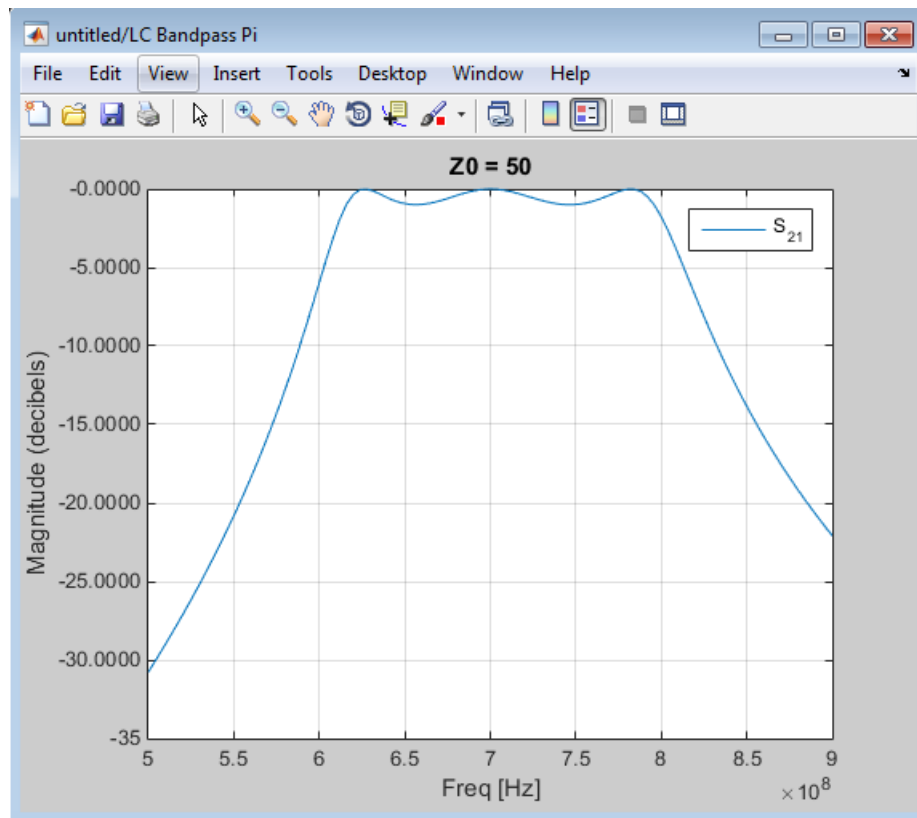 untitled/LC Bandpass Pi
File Edit View Insert Tools Desktop Window Help
Z0 = 50
-0.0000
-5.0000
-10.0000
-15.0000
-20.0000
-25.0000
-30.0000
-35
Magnitude (decibels)
S21
5 5.5 6 6.5 7 7.5 8 8.5 9
Freq [Hz]
× 10^8